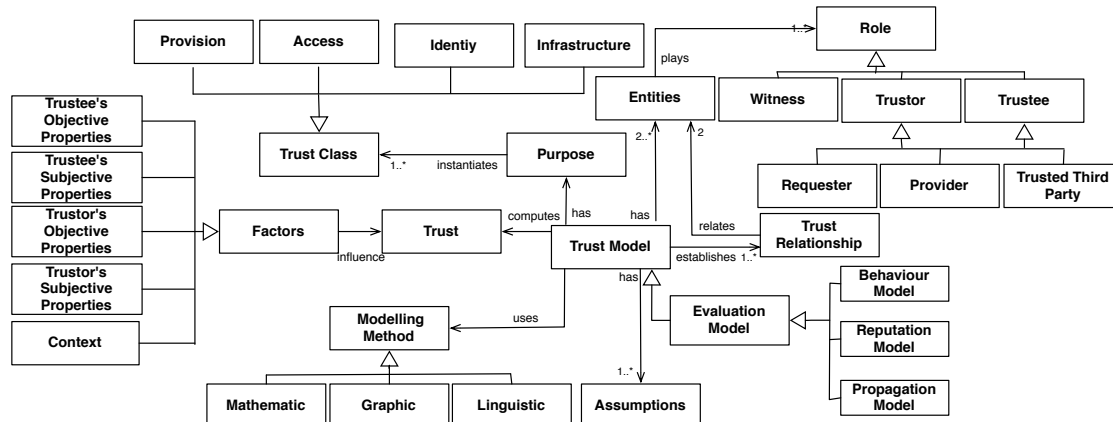 Provision
Access
Identiy
Infrastructure
1..*
Role
plays
Trustee's
Objective
Properties
Entities
Witness
Trustor
Trustee
Trust Class
1..*
instantiates
Purpose
2..*
2
Trustee's
Subjective
Properties
Requester
Provider
Trusted Third
Party
Trustor's
Objective
Properties
Factors
influence
Trust
computes
has
has
relates
Trust
Relationship
Trust Model
establishes
1..*
has
Trustor's
Subjective
Properties
Behaviour
Model
Context
Modelling
Method
uses
Evaluation
Model
Reputation
Model
1..*
Mathematic
Graphic
Linguistic
Assumptions
Propagation
Model